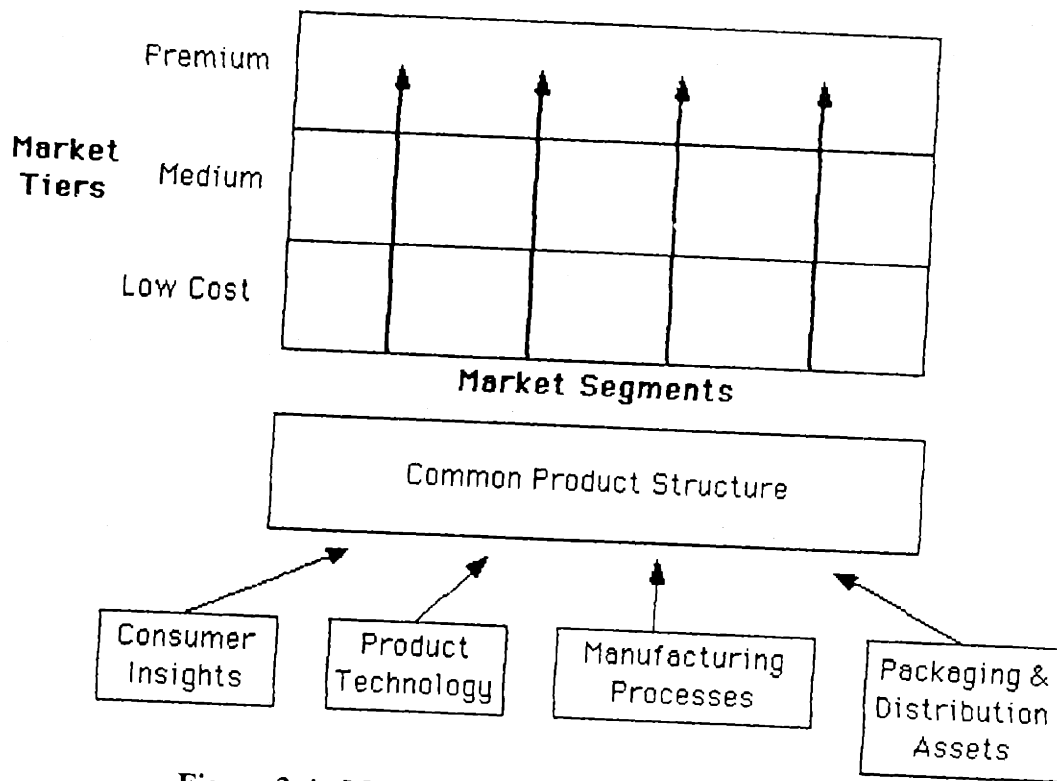 Premium
Market
Tiers
Medium
Low Cost
Market Segments
Common Product Structure
Consumer
Insights
Product
Technology
Manufacturing
Processes
Packaging &
Distribution
Assets